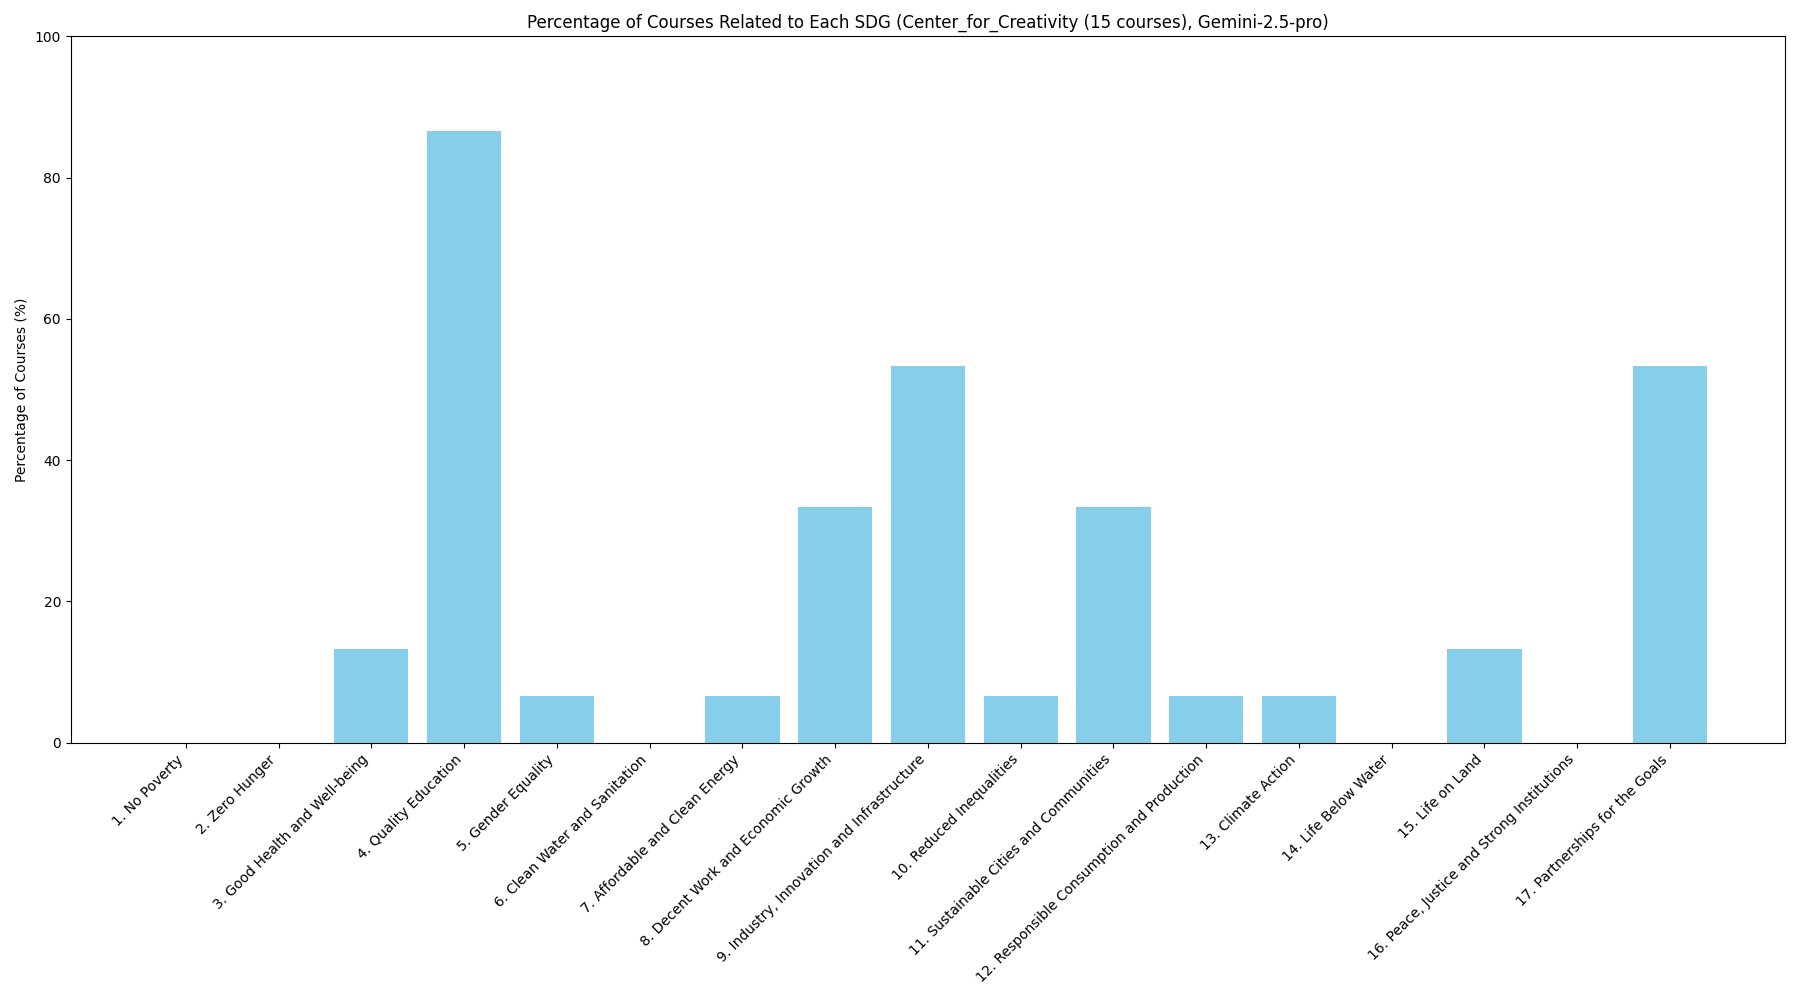 Percentage of Courses Related to Each SDG (Center_for_Creativity (15 courses), Gemini-2.5-pro)
Percentage of Courses (%)
100
80
60
40
20
0
1. No Poverty
2. Zero Hunger
3. Good Health and Well-being
4. Quality Education
5. Gender Equality
6. Clean Water and Sanitation
7. Affordable and Clean Energy
8. Decent Work and Economic Growth
9. Industry, Innovation and Infrastructure
10. Reduced Inequalities
11. Sustainable Cities and Communities
12. Responsible Consumption and Production
13. Climate Action
14. Life Below Water
15. Life on Land
16. Peace, Justice and Strong Institutions
17. Partnerships for the Goals